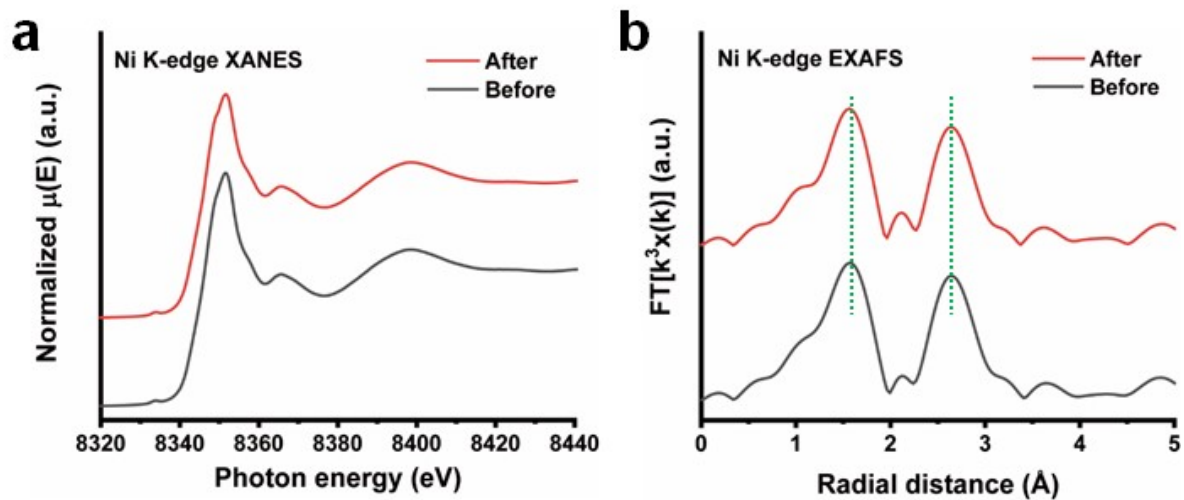 a
Ni K-edge XANES
After
Before
Normalized μ(E) (a.u.)
8320 8340 8360 8380 8400 8420 8440
Photon energy (eV)
b
Ni K-edge EXAFS
After
Before
FT[k³x(k)] (a.u.)
0 1 2 3 4 5
Radial distance (Å)